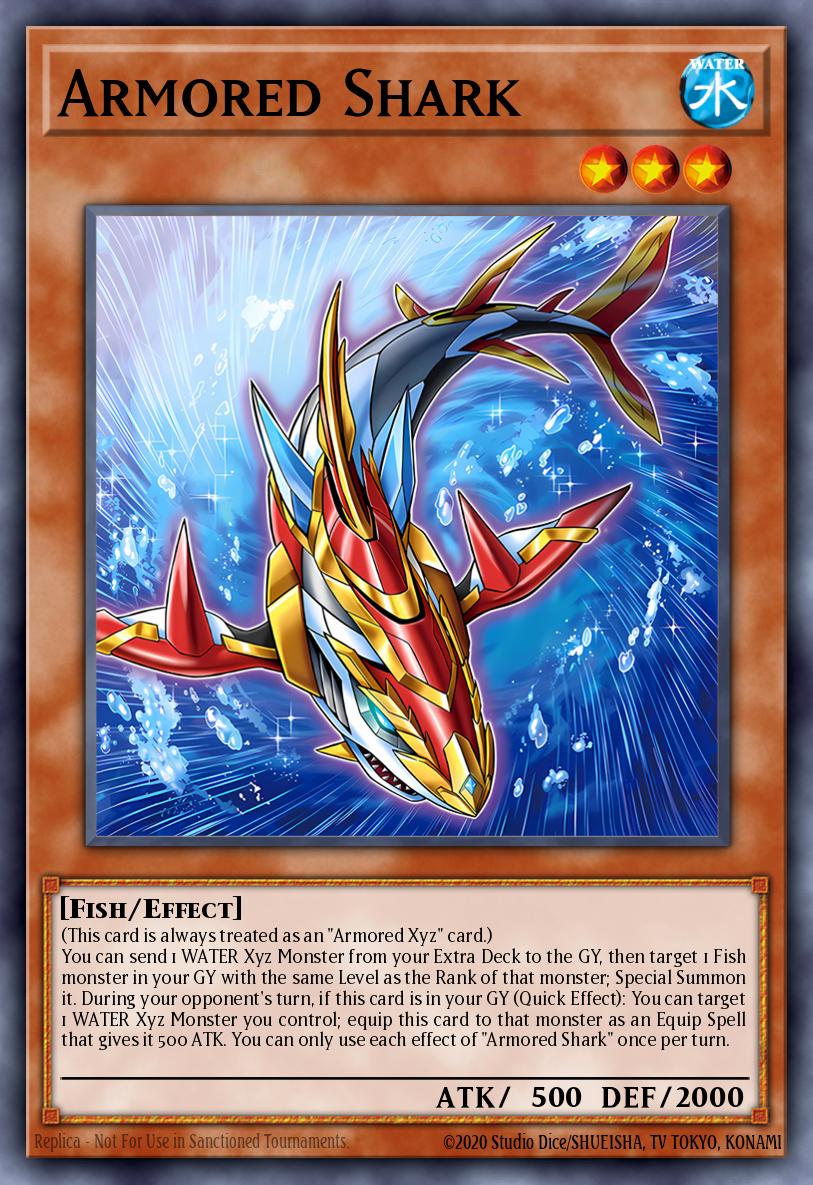 Armored Shark
WATER
水
[Fish/Effect]
(This card is always treated as an "Armored Xyz" card.)
You can send 1 WATER Xyz Monster from your Extra Deck to the GY, then target 1 Fish
monster in your GY with the same Level as the Rank of that monster; Special Summon
it. During your opponent's turn, if this card is in your GY (Quick Effect): You can target
1 WATER Xyz Monster you control; equip this card to that monster as an Equip Spell
that gives it 500 ATK. You can only use each effect of "Armored Shark" once per turn.
ATK/ 500 DEF/2000
Replica - Not For Use in Sanctioned Tournaments.
©2020 Studio Dice/SHUEISHA, TV TOKYO, KONAMI